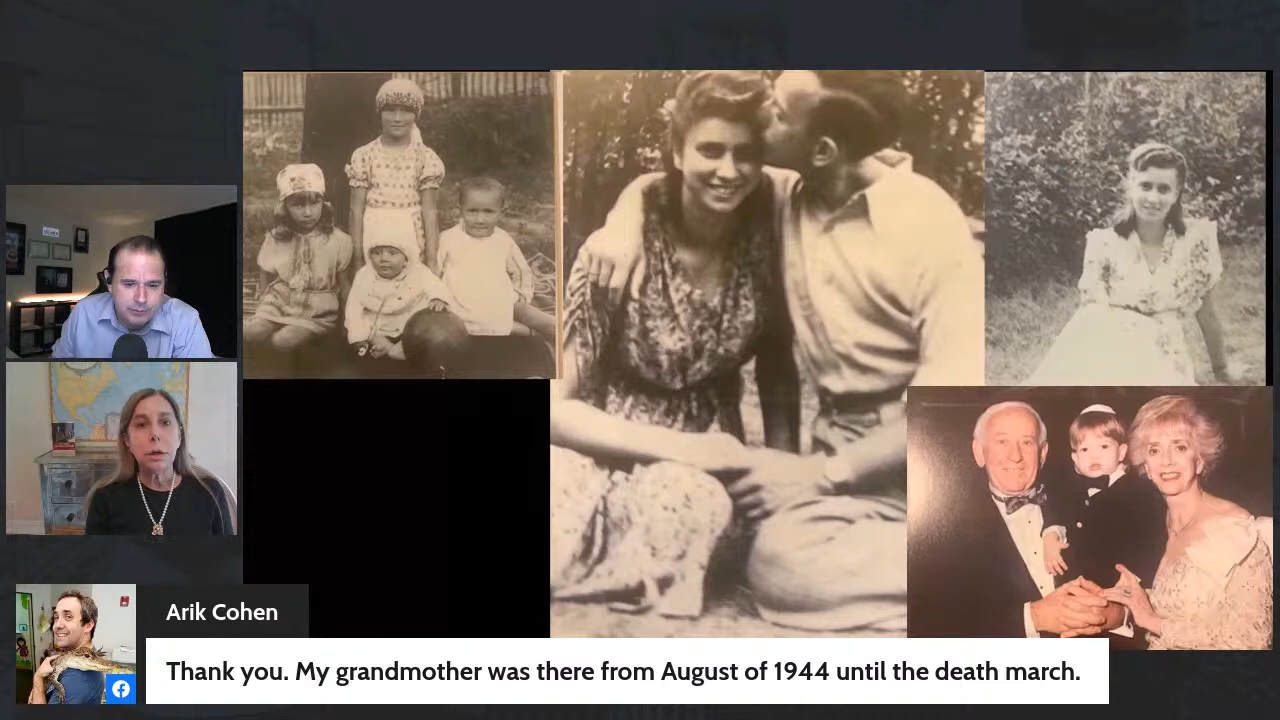 Arik Cohen
Thank you. My grandmother was there from August of 1944 until the death march.